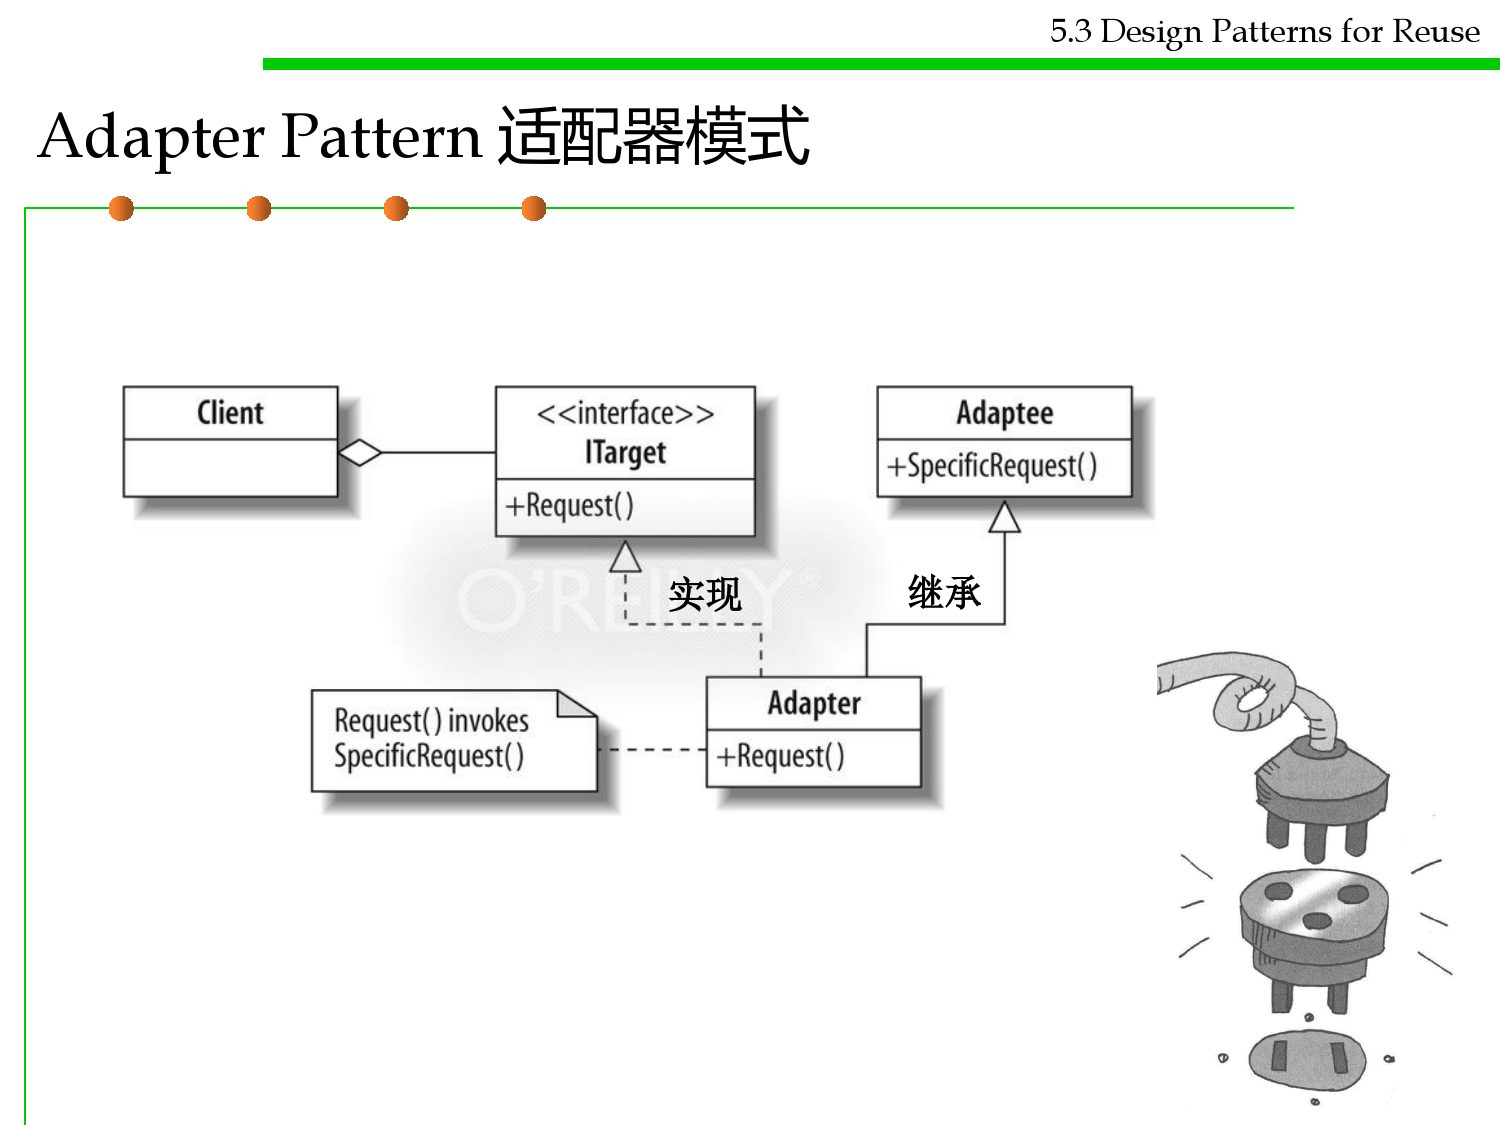 5.3 Design Patterns for Reuse
Adapter Pattern 适配器模式
Client
<<interface>>
ITarget
+Request()
Adaptee
+SpecificRequest()
O'REILLY®
实现
继承
Request() invokes
SpecificRequest()
Adapter
+Request()